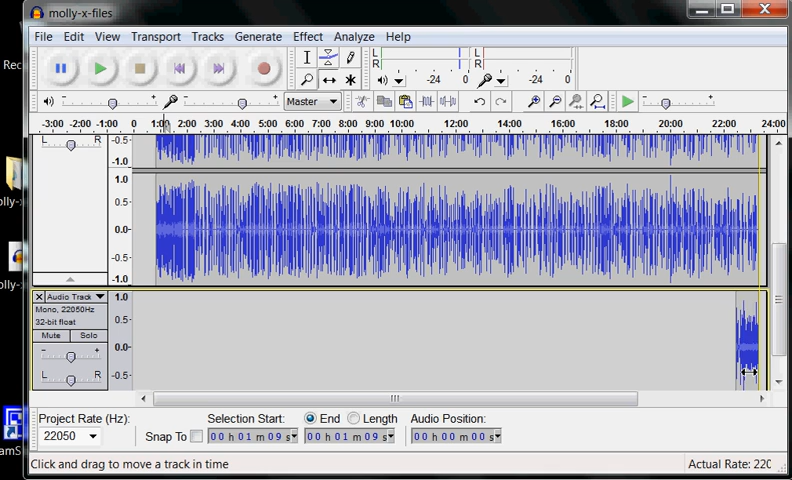 molly-x-files
File Edit View Transport Tracks Generate Effect Analyze Help
L
R
-24 0
L
R
-24 0
Master
-3:00 -2:00 -1:00 0 1:00 2:00 3:00 4:00 5:00 6:00 7:00 8:00 9:00 10:00 12:00 14:00 16:00 18:00 20:00 22:00 24:00
L R
-0.5
-1.0
1.0
0.5
0.0-
-0.5
-1.0
Audio Track
Mono, 22050Hz
32-bit float
Mute Solo
- +
L R
1.0
0.5
0.0-
-0.5
Project Rate (Hz):
22050
Snap To
Selection Start:
00 h 01 m 09 s
End Length
00 h 01 m 09 s
Audio Position:
00 h 00 m 00 s
Click and drag to move a track in time
Actual Rate: 220
Rec
olly-x
olly-:
amS